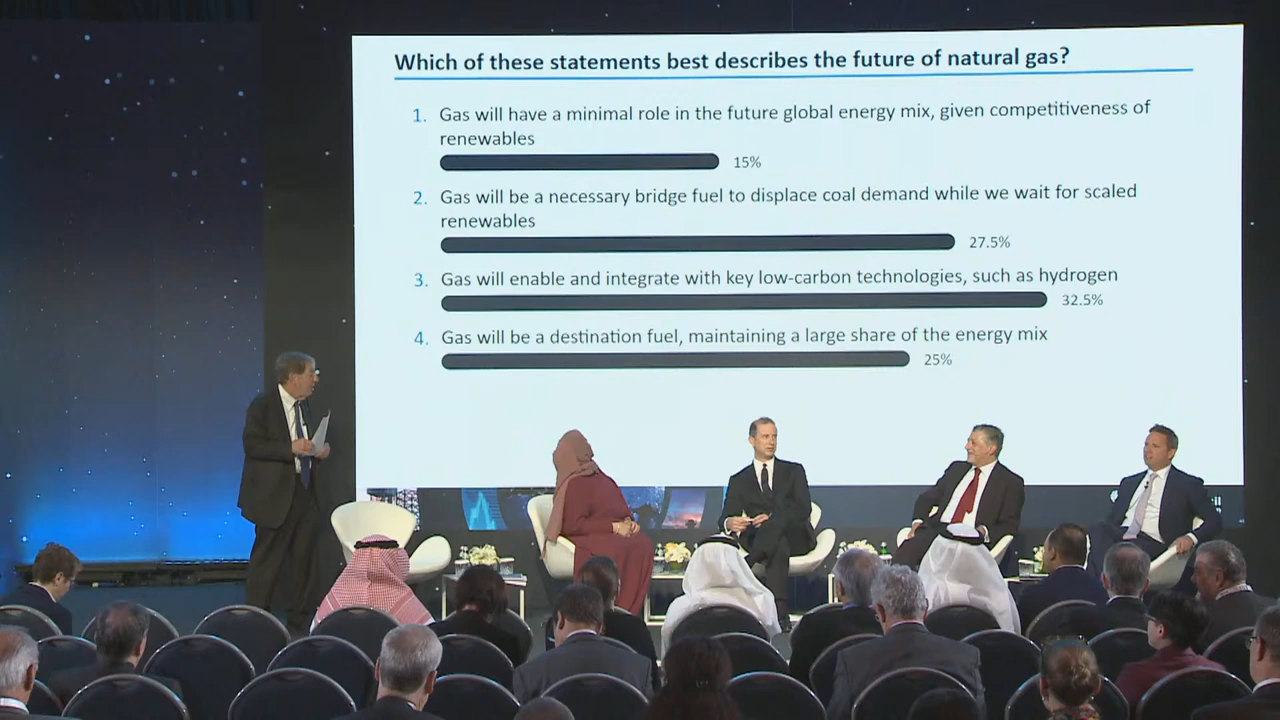 Which of these statements best describes the future of natural gas?
1. Gas will have a minimal role in the future global energy mix, given competitiveness of
renewables
15%
2. Gas will be a necessary bridge fuel to displace coal demand while we wait for scaled
renewables
27.5%
3. Gas will enable and integrate with key low-carbon technologies, such as hydrogen
32.5%
4. Gas will be a destination fuel, maintaining a large share of the energy mix
25%